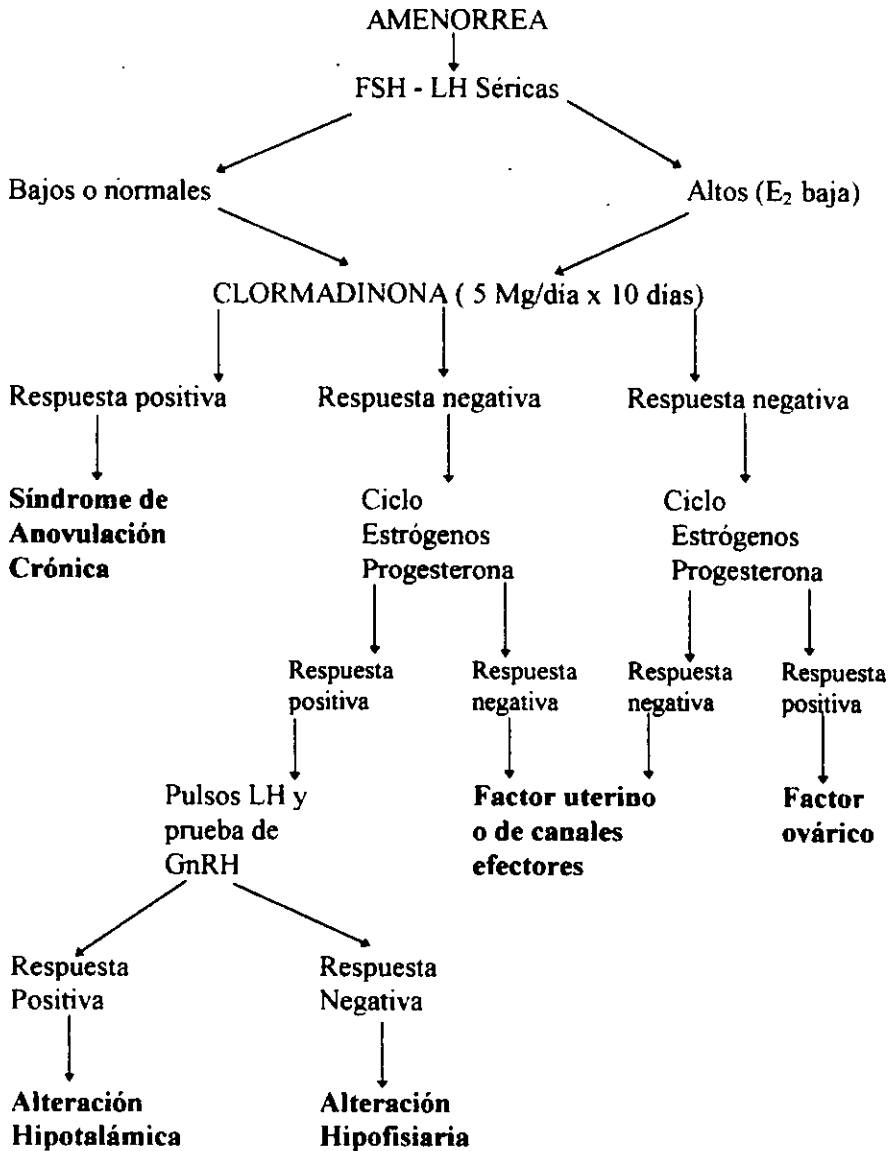 AMENORREA
FSH - LH Séricas
Bajos o normales
Altos (E₂ baja)
CLORMADINONA ( 5 Mg/día x 10 días)
Respuesta positiva
Respuesta negativa
Respuesta negativa
Síndrome de
Anovulación
Crónica
Ciclo
Estrógenos
Progesterona
Ciclo
Estrógenos
Progesterona
Respuesta
positiva
Respuesta
negativa
Respuesta
negativa
Respuesta
positiva
Pulsos LH y
prueba de
GnRH
Factor uterino
o de canales
efectores
Factor
ovárico
Respuesta
Positiva
Respuesta
Negativa
Alteración
Hipotalámica
Alteración
Hipofisiaria